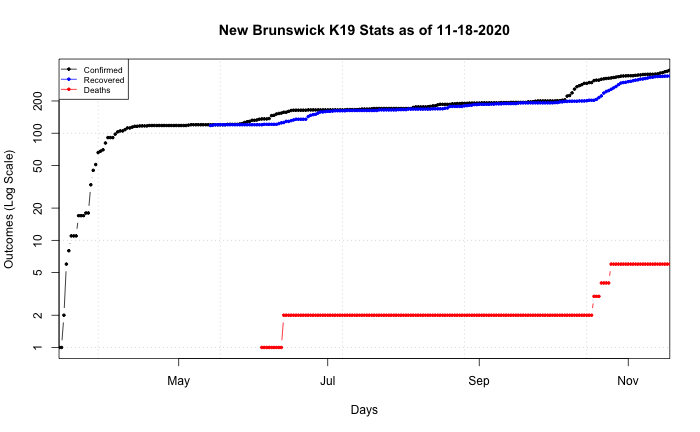 New Brunswick K19 Stats as of 11-18-2020
Confirmed
Recovered
Deaths
Outcomes (Log Scale)
200
100
50
20
10
5
2
1
May Jul Sep Nov
Days